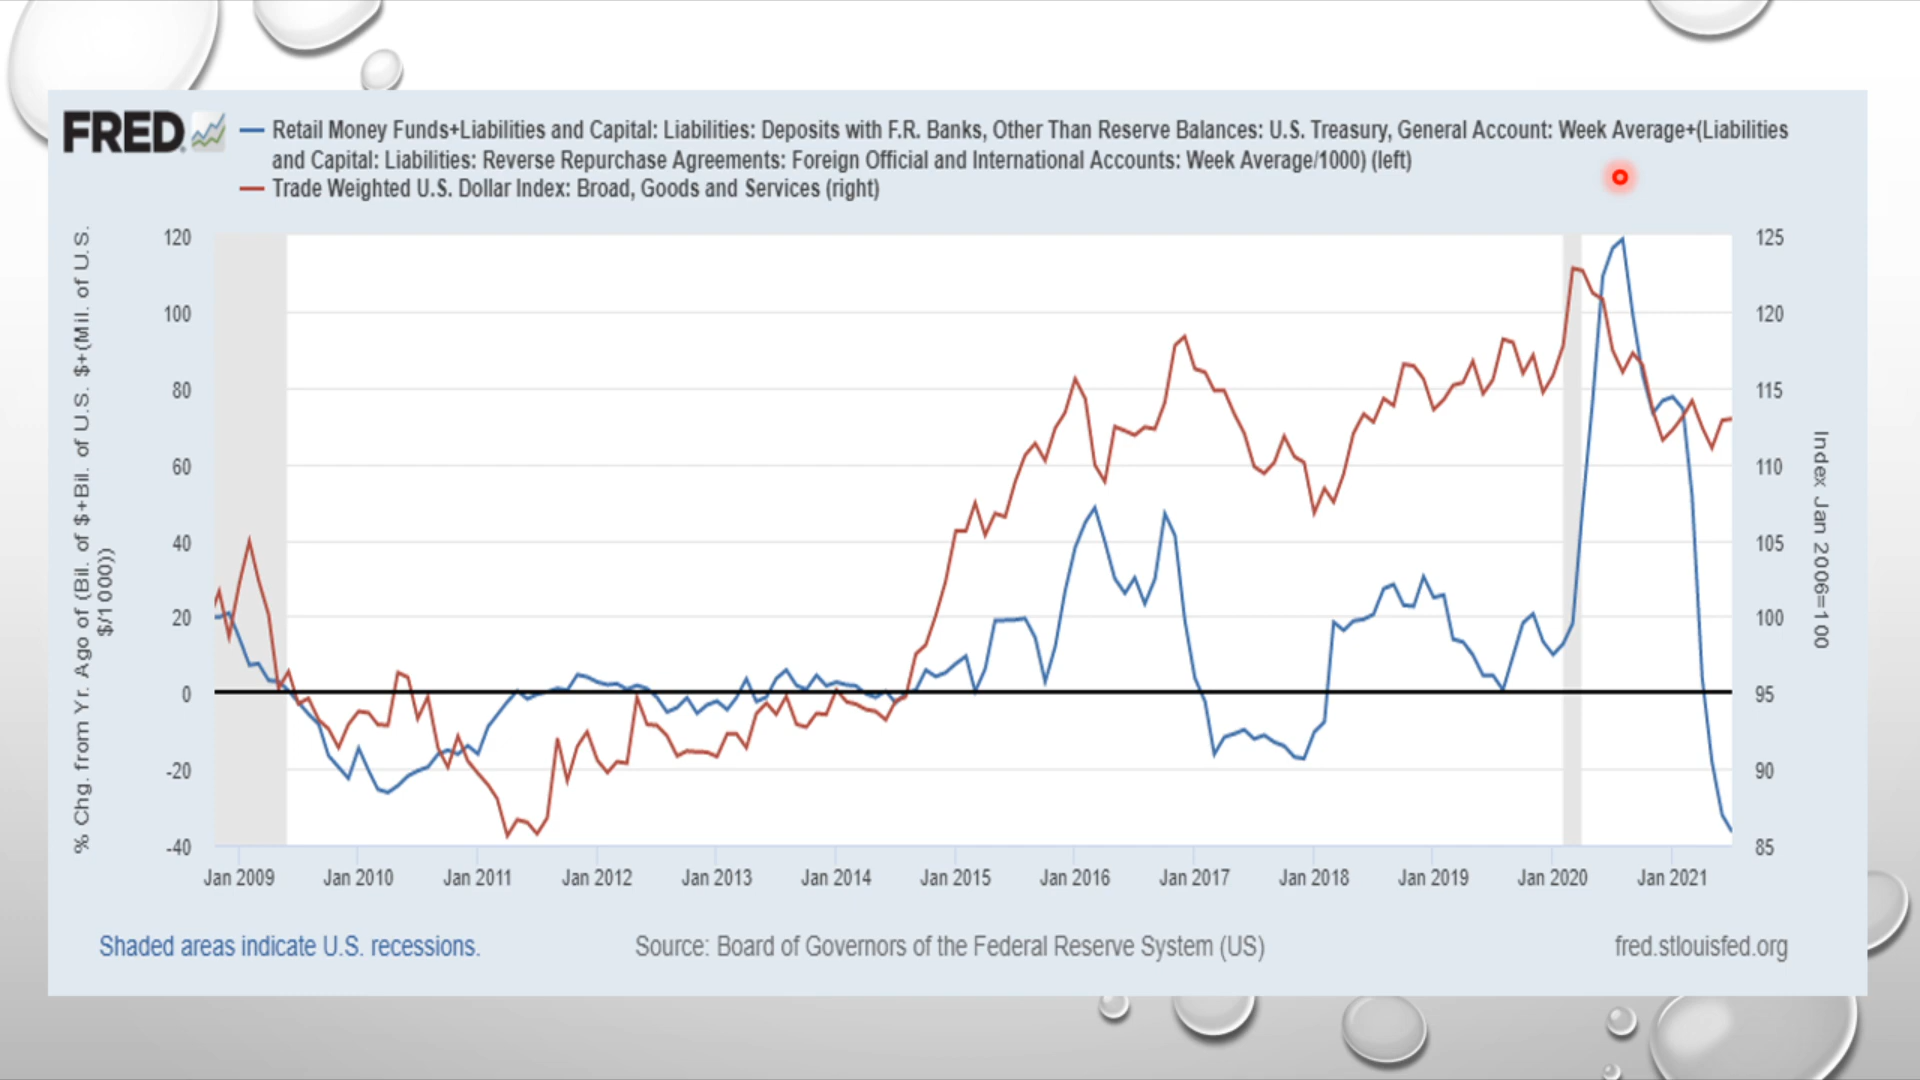 FRED
Retail Money Funds+Liabilities and Capital: Liabilities: Deposits with F.R. Banks, Other Than Reserve Balances: U.S. Treasury, General Account: Week Average+(Liabilities
and Capital: Liabilities: Reverse Repurchase Agreements: Foreign Official and International Accounts: Week Average/1000) (left)
Trade Weighted U.S. Dollar Index: Broad, Goods and Services (right)
% Chg. from Yr. Ago of (Bil. of $+Bil. of U.S. $+(Mil. of U.S.
$/1000))
120
100
80
60
40
20
0
-20
-40
125
120
115
110
105
100
95
90
85
Index Jan 2006=100
Jan 2009 Jan 2010 Jan 2011 Jan 2012 Jan 2013 Jan 2014 Jan 2015 Jan 2016 Jan 2017 Jan 2018 Jan 2019 Jan 2020 Jan 2021
Shaded areas indicate U.S. recessions. Source: Board of Governors of the Federal Reserve System (US) fred.stlouisfed.org